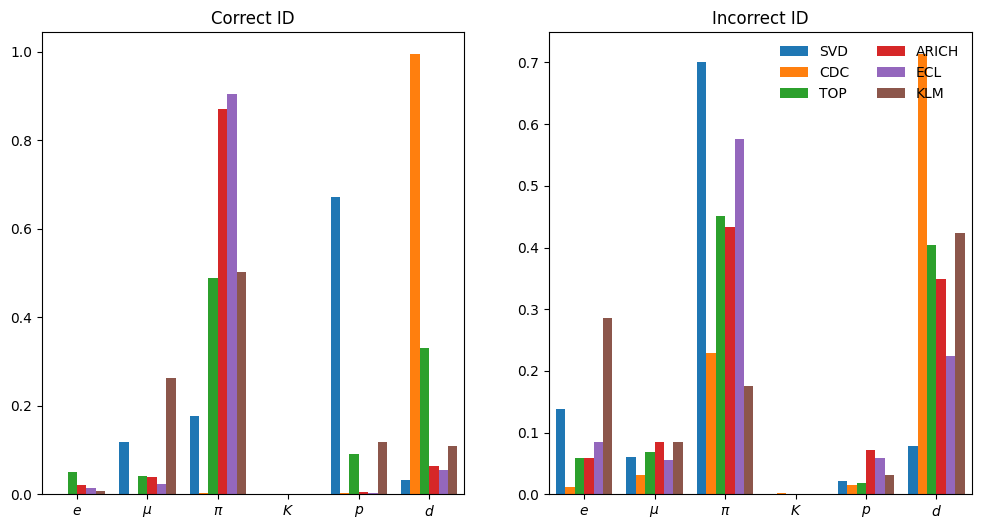 Correct ID
1.0
0.8
0.6
0.4
0.2
0.0
e μ π K p d
Incorrect ID
SVD ARICH
CDC ECL
TOP KLM
0.7
0.6
0.5
0.4
0.3
0.2
0.1
0.0
e μ π K p d